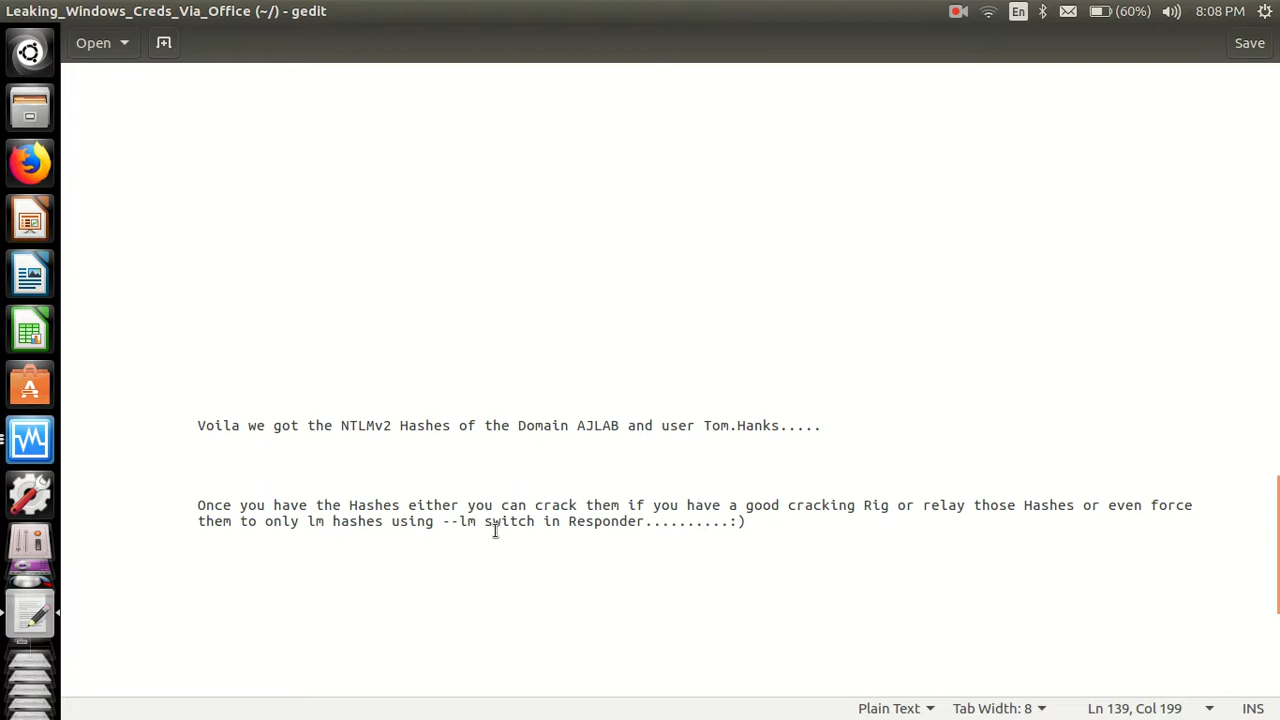 Leaking_Windows_Creds_Via_Office (~/) - gedit
En
(60%)
8:08 PM
Open
Save
Voila we got the NTLMv2 Hashes of the Domain AJLAB and user Tom.Hanks.....
Once you have the Hashes either you can crack them if you have a good cracking Rig or relay those Hashes or even force
them to only lm hashes using --lm switch in Responder..........:)
Plain Text
Tab Width: 8
Ln 139, Col 199
INS